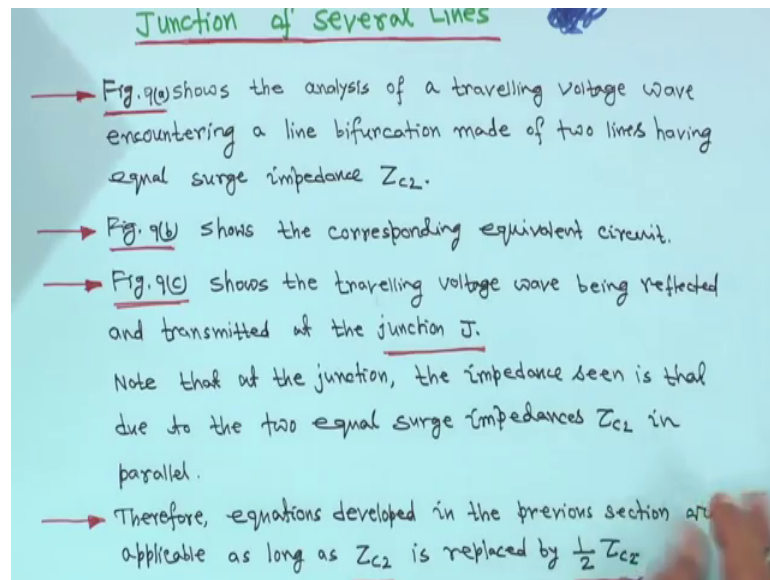 Junction of Several Lines
Fig. 9(a) shows the analysis of a travelling voltage wave
encountering a line bifurcation made of two lines having
equal surge impedance Zc2.
Fig. 9(b) shows the corresponding equivalent circuit.
Fig. 9(c) shows the travelling voltage wave being reflected
and transmitted at the junction J.
Note that at the junction, the impedance seen is that
due to the two equal surge impedances Zc2 in
parallel.
Therefore, equations developed in the previous section are
applicable as long as Zc2 is replaced by 1/2 Zc2